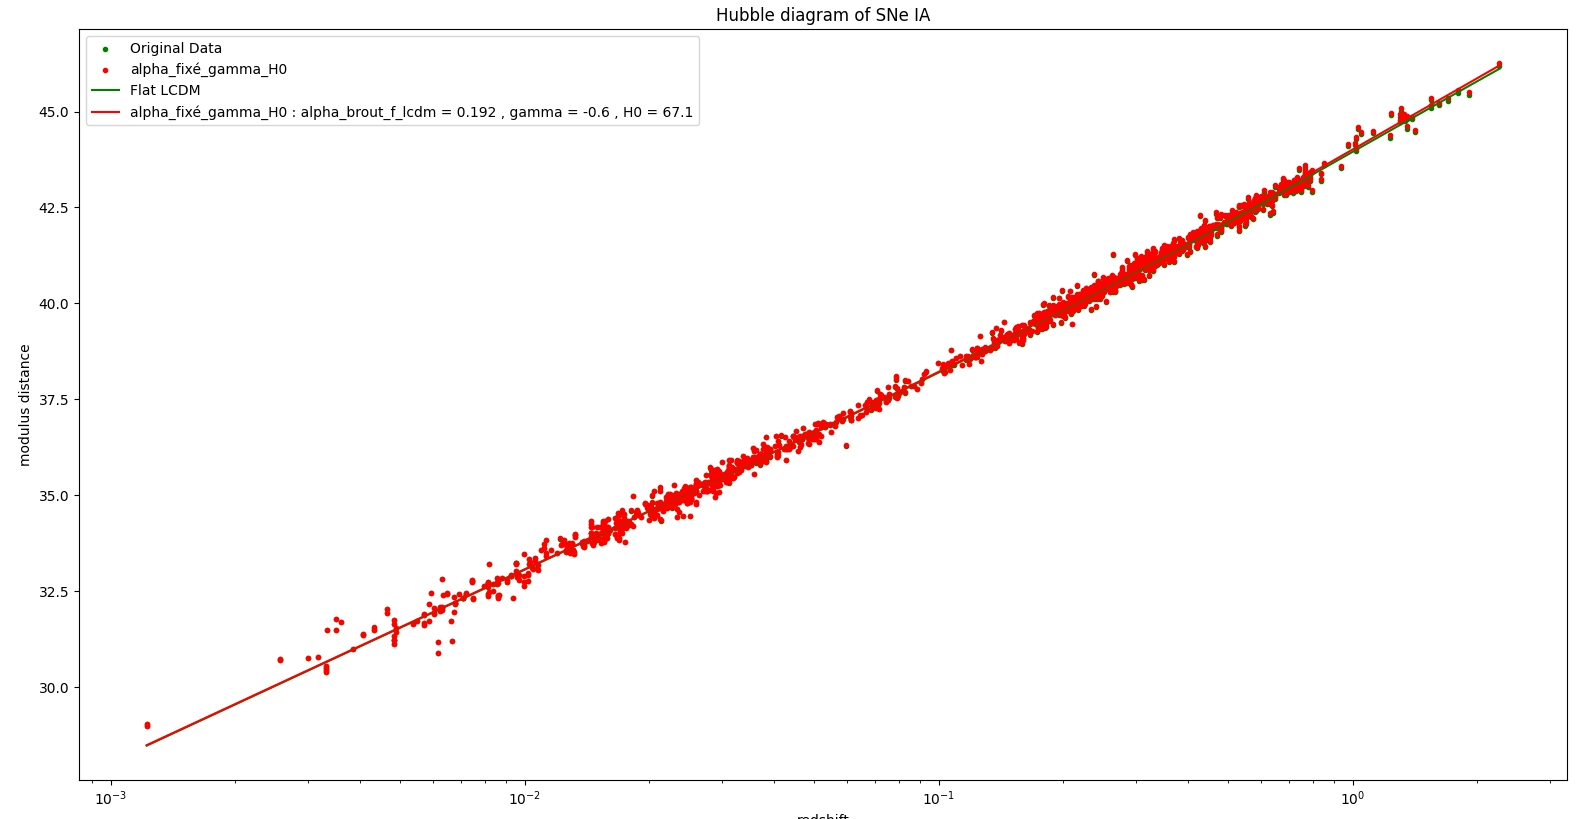 Hubble diagram of SNe IA
Original Data
alpha_fixé_gamma_H0
Flat LCDM
alpha_fixé_gamma_H0 : alpha_brout_f_lcdm = 0.192 , gamma = -0.6 , H0 = 67.1
modulus distance
45.0
42.5
40.0
37.5
35.0
32.5
30.0
10⁻³
10⁻²
10⁻¹
10⁰
redshift